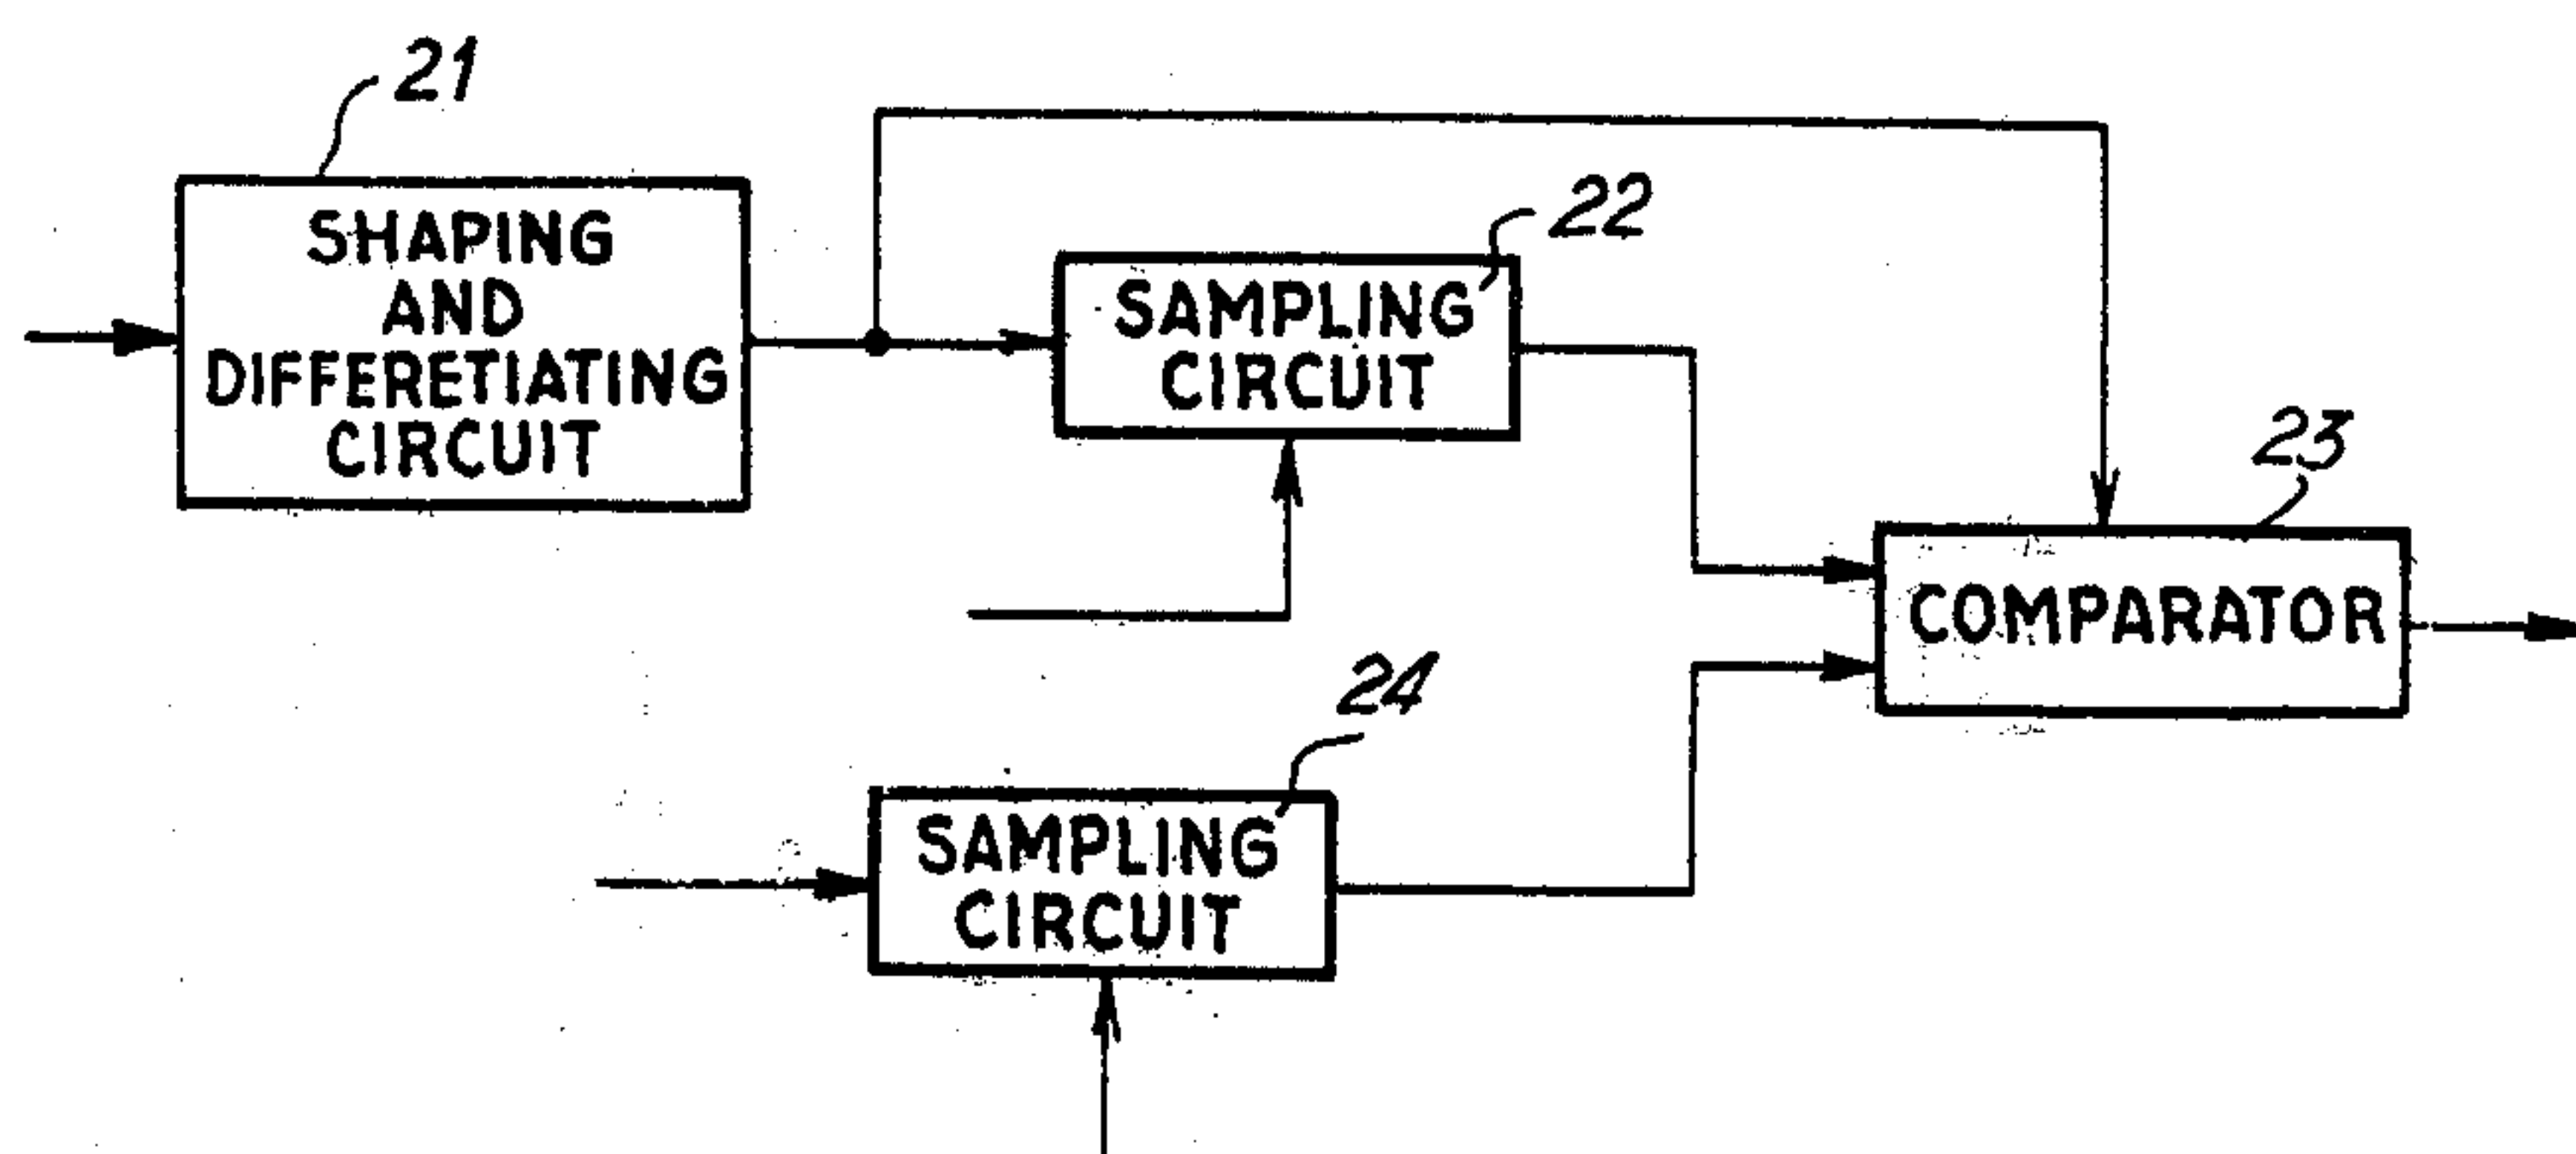 21
SHAPING
AND
DIFFERETIATING
CIRCUIT
22
SAMPLING
CIRCUIT
23
COMPARATOR
24
SAMPLING
CIRCUIT